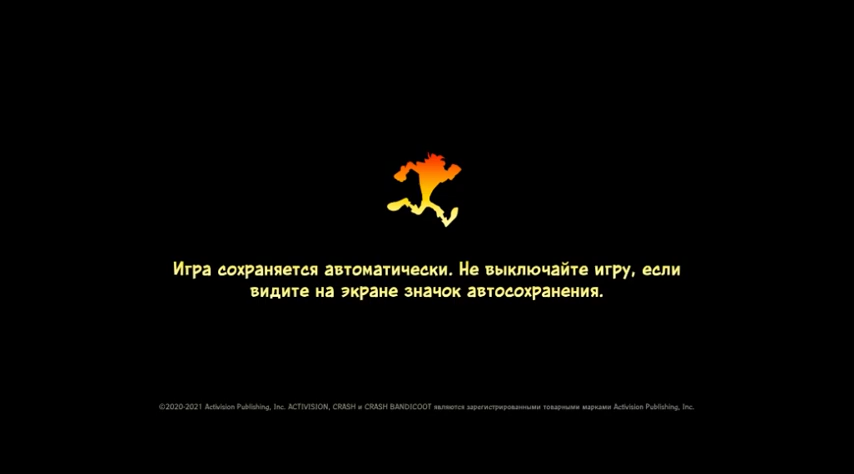 Игра сохраняется автоматически. Не выключайте игру, если
видите на экране значок автосохранения.
©2020-2021 Activision Publishing, Inc. ACTIVISION, CRASH и CRASH BANDICOOT являются зарегистрированными товарными марками Activision Publishing, Inc.